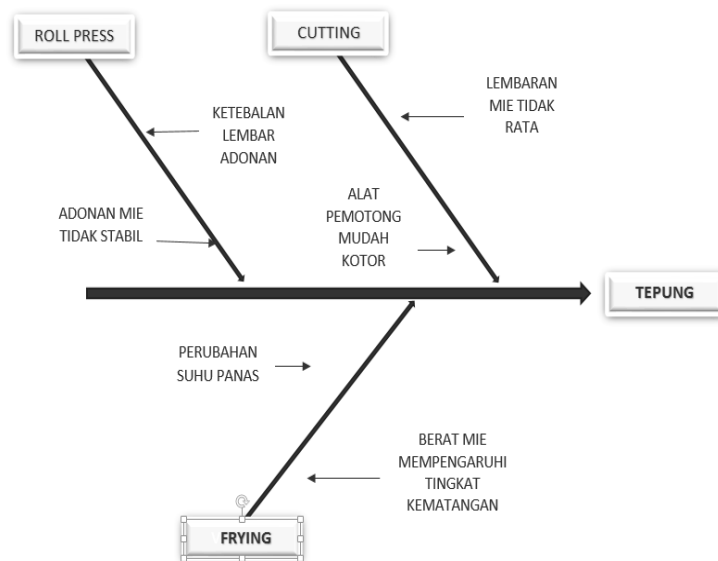 ROLL PRESS
CUTTING
KETEBALAN
LEMBAR
ADONAN
LEMBARAN
MIE TIDAK
RATA
ADONAN MIE
TIDAK STABIL
ALAT
PEMOTONG
MUDAH
KOTOR
TEPUNG
PERUBAHAN
SUHU PANAS
BERAT MIE
MEMPENGARUHI
TINGKAT
KEMATANGAN
FRYING